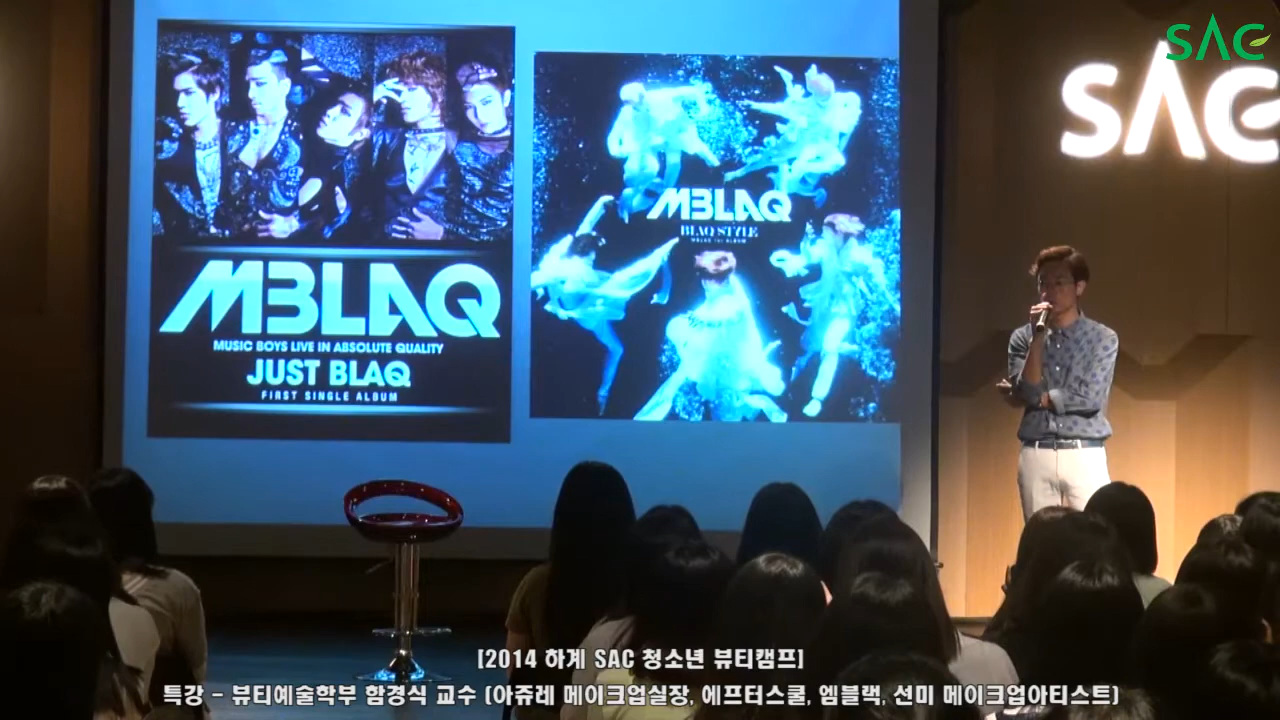 SAC
SAC
MBLAQ
MUSIC BOYS LIVE IN ABSOLUTE QUALITY
JUST BLAQ
FIRST SINGLE ALBUM
MBLAQ
BLAQ STYLE
MBLAQ 1ST ALBUM
[2014 하계 SAC 청소년 뷰티캠프]
특강 - 뷰티예술학부 함경식 교수 (아쥬레 메이크업실장, 에프터스쿨, 엠블랙, 선미 메이크업아티스트)